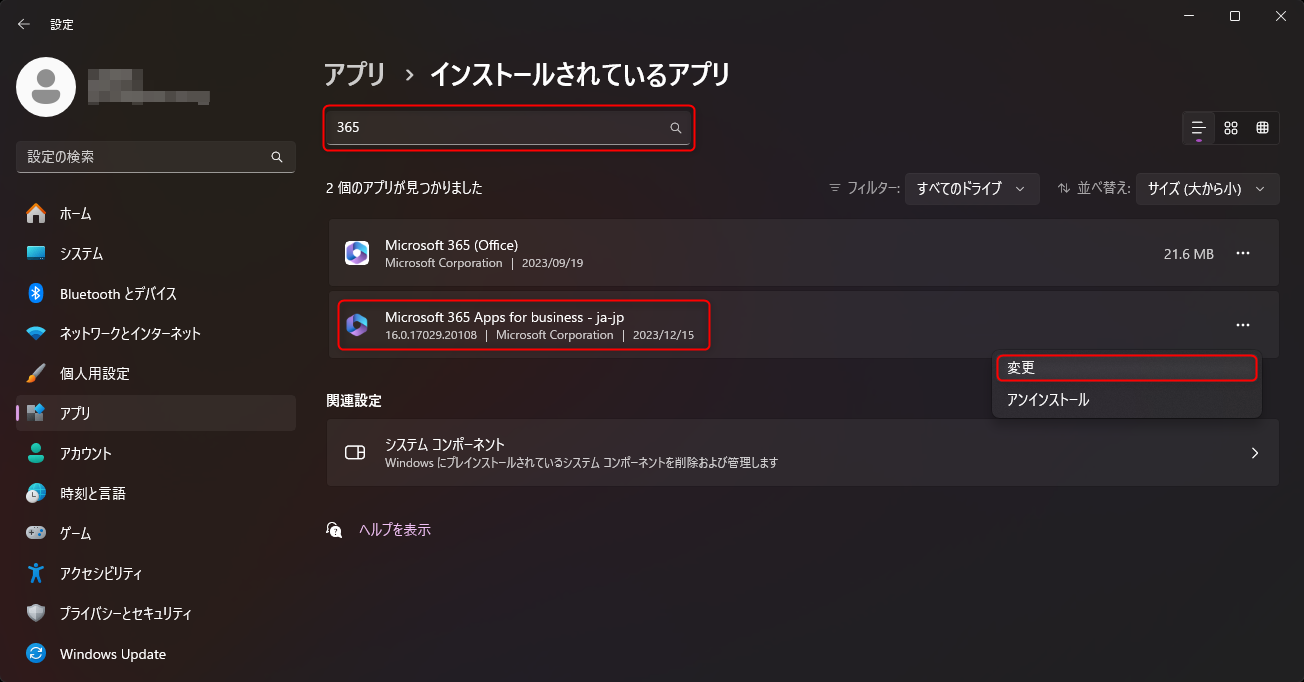 設定
アプリ › インストールされているアプリ
365
設定の検索
2 個のアプリが見つかりました
フィルター: すべてのドライブ
並べ替え: サイズ (大から小)
ホーム
システム
Bluetooth とデバイス
ネットワークとインターネット
個人用設定
アプリ
アカウント
時刻と言語
ゲーム
アクセシビリティ
プライバシーとセキュリティ
Windows Update
Microsoft 365 (Office)
Microsoft Corporation | 2023/09/19
21.6 MB
Microsoft 365 Apps for business - ja-jp
16.0.17029.20108 | Microsoft Corporation | 2023/12/15
変更
アンインストール
関連設定
システム コンポーネント
Windows にプレインストールされているシステム コンポーネントを削除および管理します
ヘルプを表示